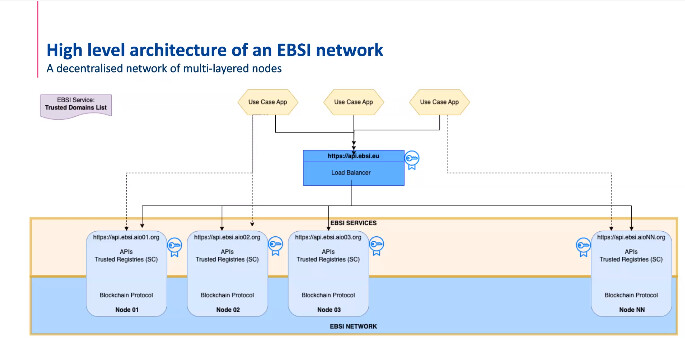 High level architecture of an EBSI network
A decentralised network of multi-layered nodes
EBSI Service:
Trusted Domains List
Use Case App
Use Case App
Use Case App
https://api.ebsi.eu
Load Balancer
EBSI SERVICES
https://api.ebsi.aio01.org
APIs
Trusted Registries (SC)
Blockchain Protocol
Node 01
https://api.ebsi.aio02.org
APIs
Trusted Registries (SC)
Blockchain Protocol
Node 02
https://api.ebsi.aio03.org
APIs
Trusted Registries (SC)
Blockchain Protocol
Node 03
https://api.ebsi.aioNN.org
APIs
Trusted Registries (SC)
Blockchain Protocol
Node NN
EBSI NETWORK